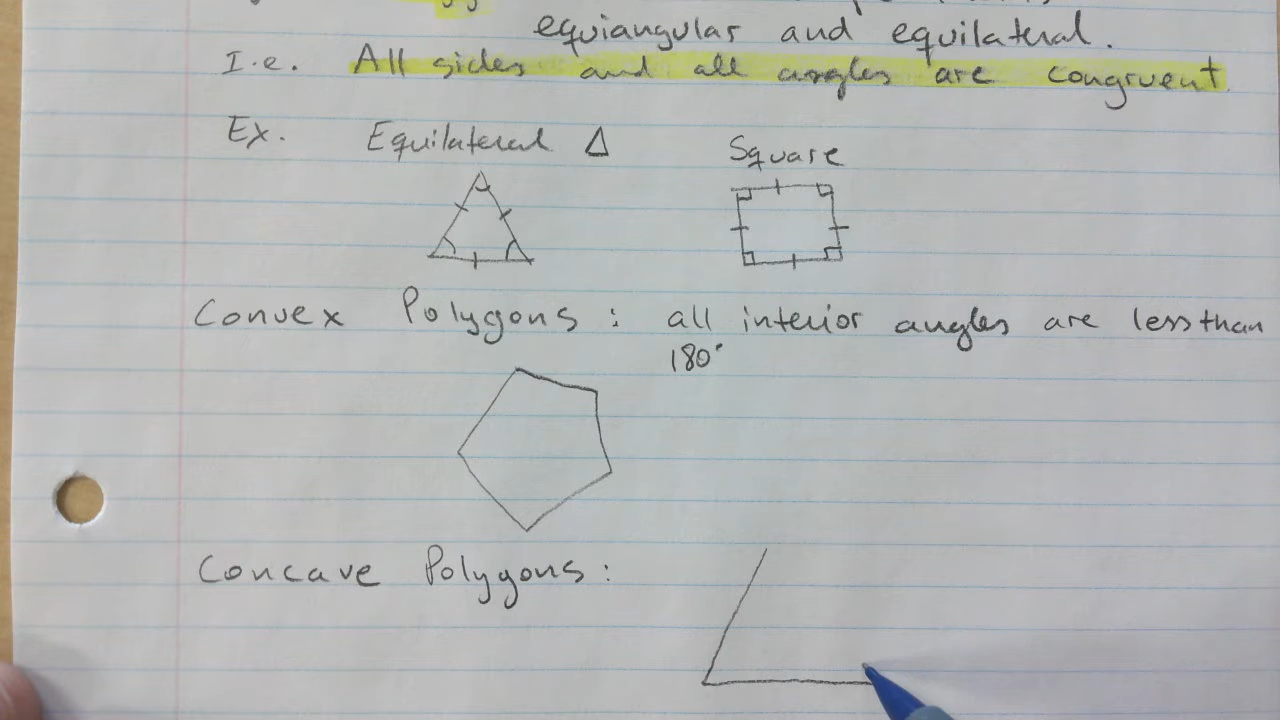 equiangular and equilateral.
I.e. All sides and all angles are congruent
Ex. Equilateral Δ Square
Convex Polygons: all interior angles are less than
180°
Concave Polygons: